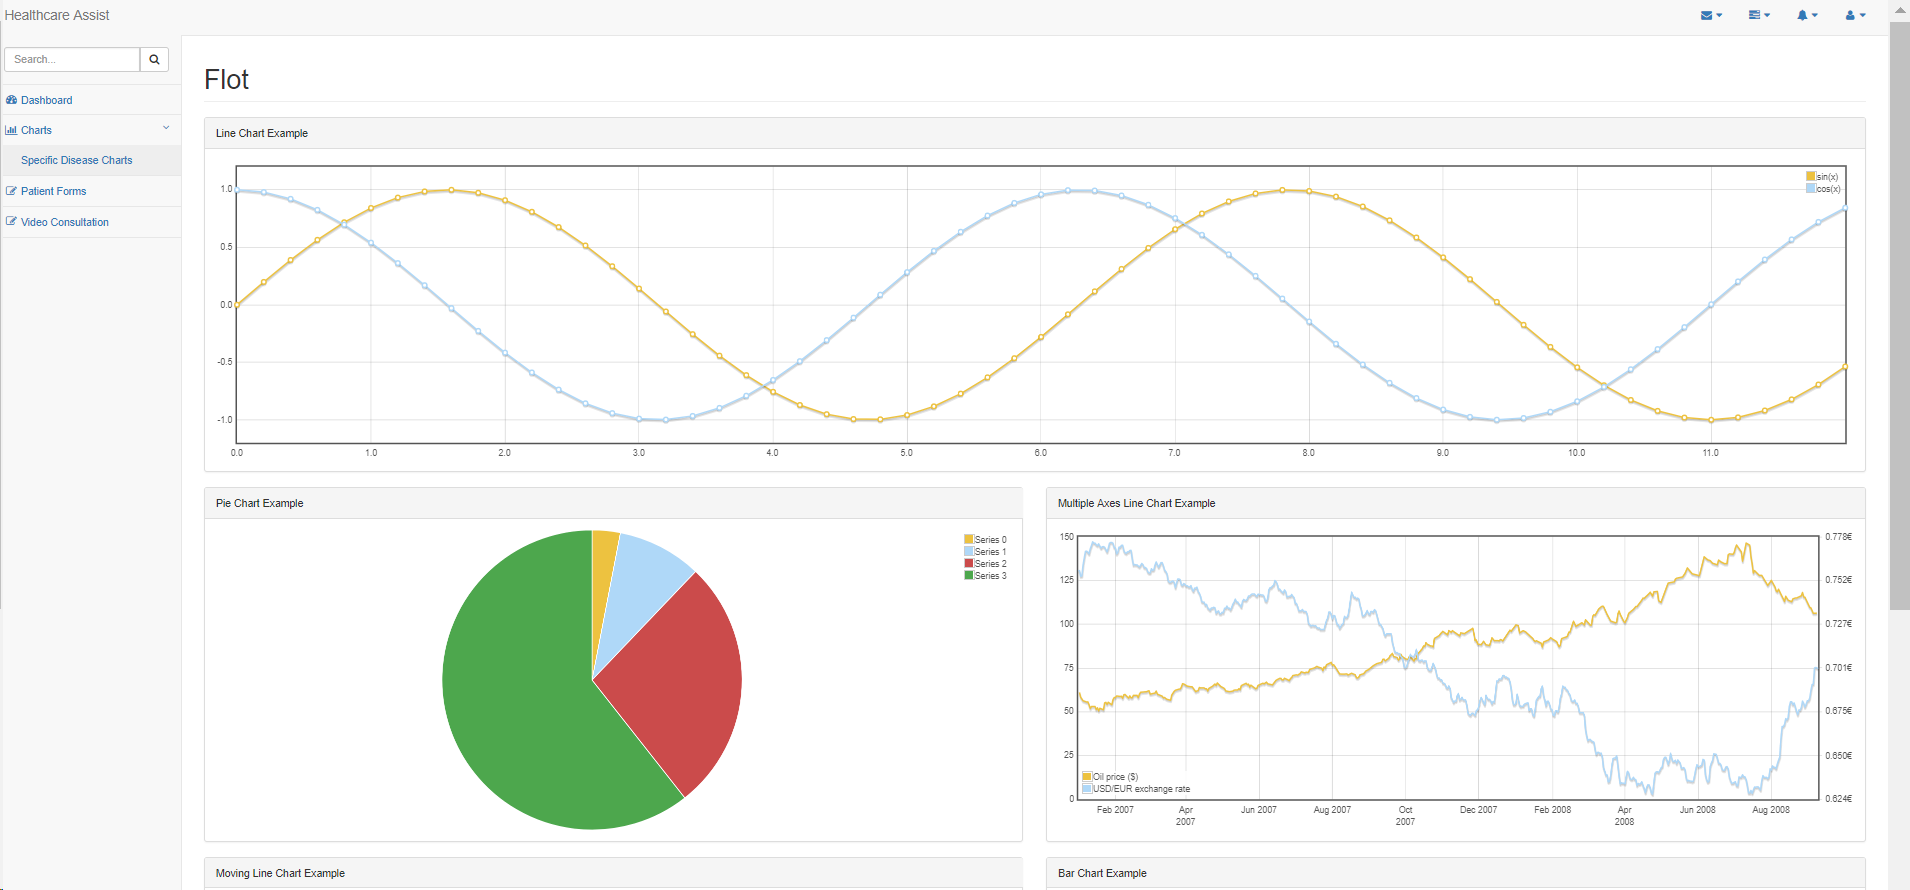 Healthcare Assist
Search...
Dashboard
Charts
Specific Disease Charts
Patient Forms
Video Consultation
Flot
Line Chart Example
1.0
0.5
0.0
-0.5
-1.0
0.0 1.0 2.0 3.0 4.0 5.0 6.0 7.0 8.0 9.0 10.0 11.0
sin(x)
cos(x)
Pie Chart Example
Series 0
Series 1
Series 2
Series 3
Multiple Axes Line Chart Example
150
125
100
75
50
25
0
0.778€
0.752€
0.727€
0.701€
0.675€
0.650€
0.624€
Oil price ($)
USD/EUR exchange rate
Feb 2007 Apr 2007 Jun 2007 Aug 2007 Oct 2007 Dec 2007 Feb 2008 Apr 2008 Jun 2008 Aug 2008
Moving Line Chart Example
Bar Chart Example